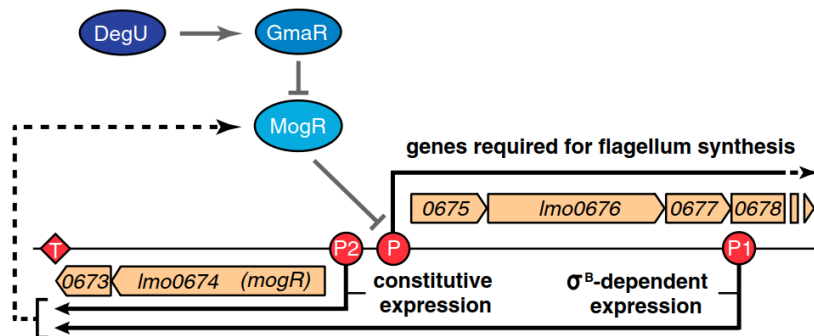 DegU
GmaR
MogR
genes required for flagellum synthesis
0675
lmo0676
0677
0678
T
P2
P
P1
0673
lmo0674
(mogR)
constitutive
expression
σᴮ-dependent
expression